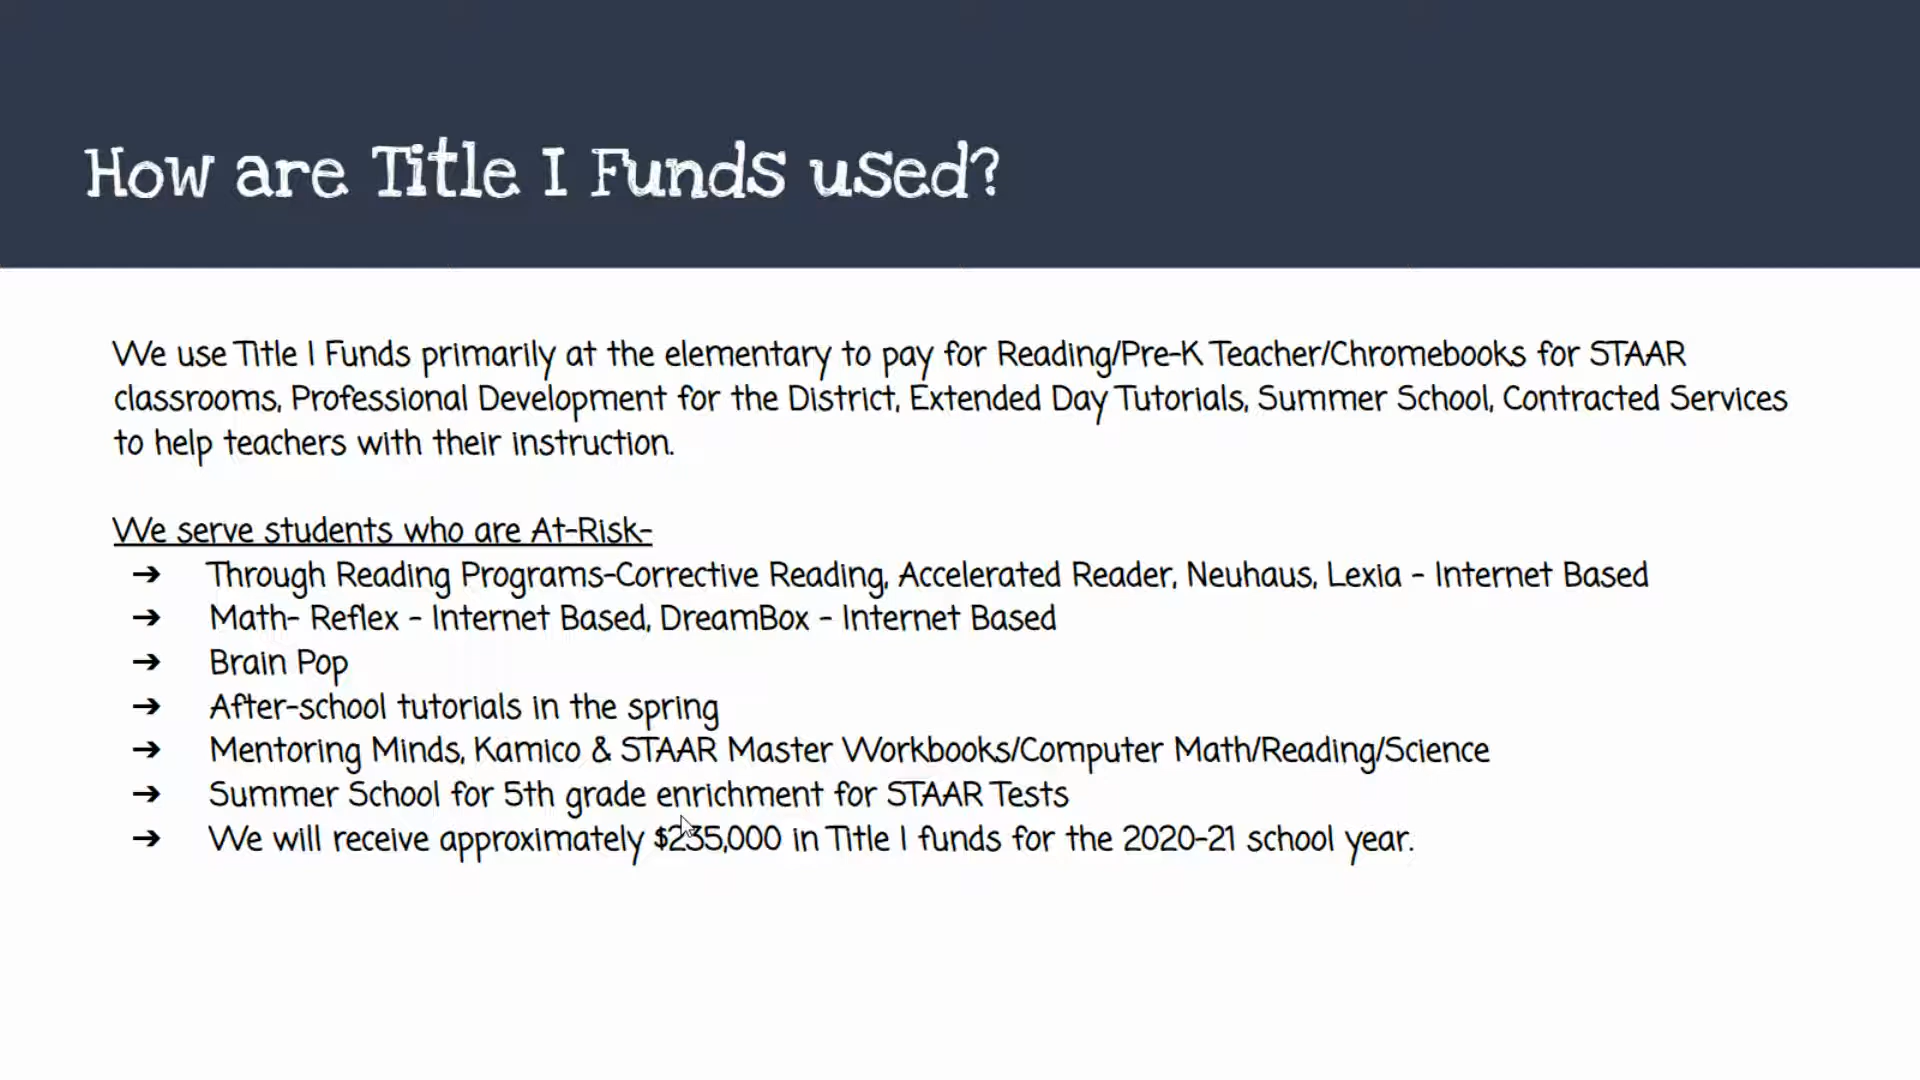 How are Title I Funds used?
We use Title I Funds primarily at the elementary to pay for Reading/Pre-K Teacher/Chromebooks for STAAR
classrooms, Professional Development for the District, Extended Day Tutorials, Summer School, Contracted Services
to help teachers with their instruction.
We serve students who are At-Risk-
➔ Through Reading Programs-Corrective Reading, Accelerated Reader, Neuhaus, Lexia - Internet Based
➔ Math- Reflex - Internet Based, DreamBox - Internet Based
➔ Brain Pop
➔ After-school tutorials in the spring
➔ Mentoring Minds, Kamico & STAAR Master Workbooks/Computer Math/Reading/Science
➔ Summer School for 5th grade enrichment for STAAR Tests
➔ We will receive approximately $235,000 in Title I funds for the 2020-21 school year.